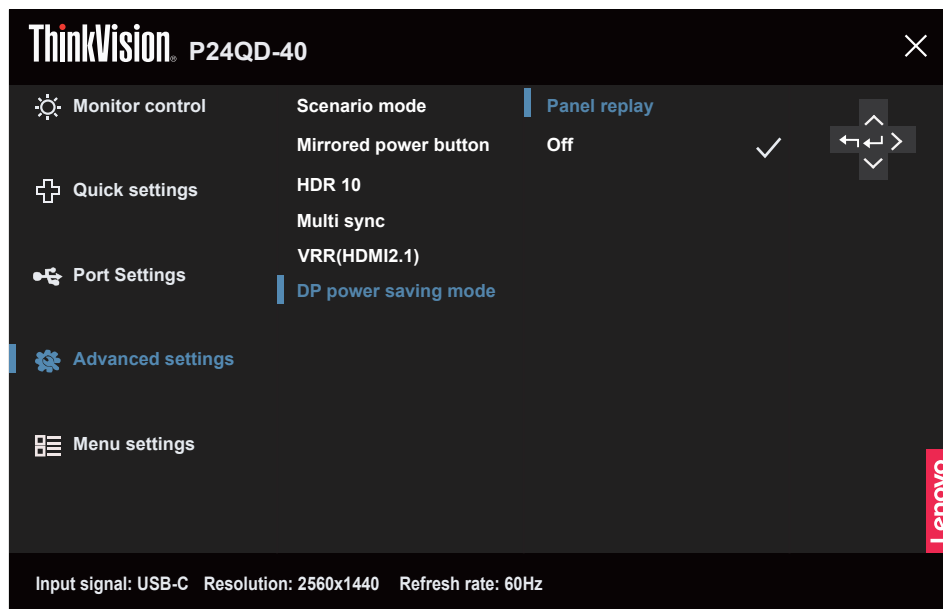 ThinkVision® P24QD-40
Monitor control
Quick settings
Port Settings
Advanced settings
Menu settings
Scenario mode
Mirrored power button
HDR 10
Multi sync
VRR(HDMI2.1)
DP power saving mode
Panel replay
Off
Lenovo
Input signal: USB-C Resolution: 2560x1440 Refresh rate: 60Hz